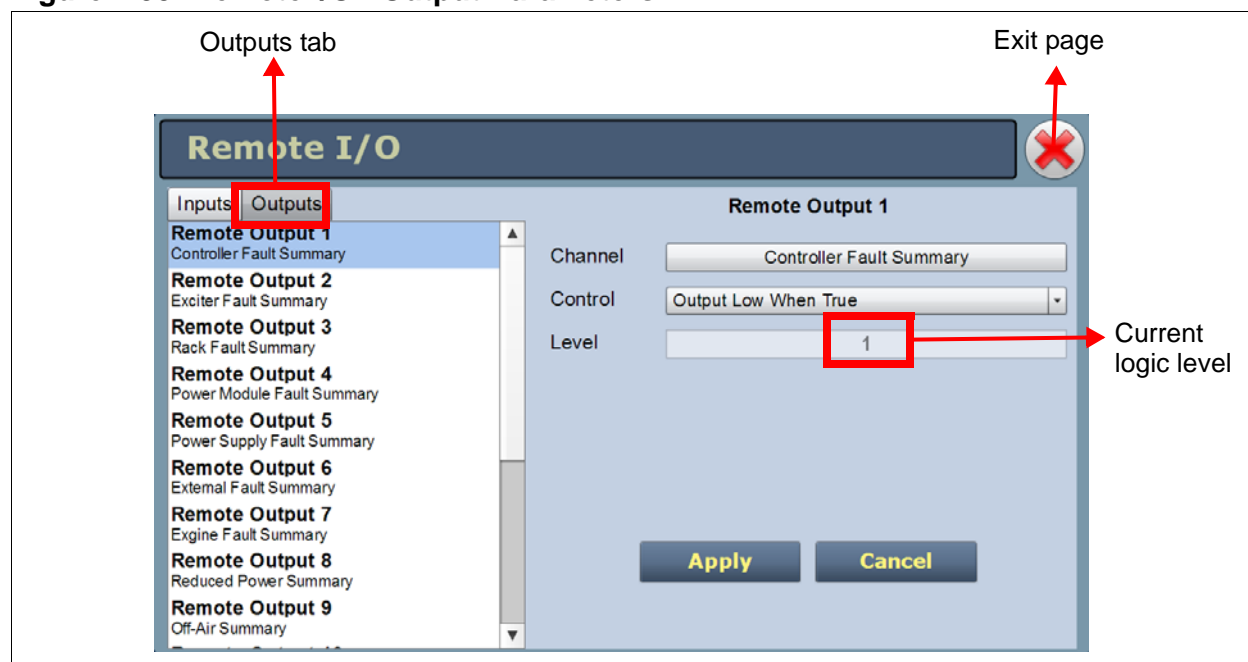 Outputs tab
Exit page
Remote I/O
Inputs Outputs
Remote Output 1
Controller Fault Summary
Remote Output 2
Exciter Fault Summary
Remote Output 3
Rack Fault Summary
Remote Output 4
Power Module Fault Summary
Remote Output 5
Power Supply Fault Summary
Remote Output 6
External Fault Summary
Remote Output 7
Exgine Fault Summary
Remote Output 8
Reduced Power Summary
Remote Output 9
Off-Air Summary
Remote Output 1
Channel Controller Fault Summary
Control Output Low When True
Level 1
Apply Cancel
Current
logic level